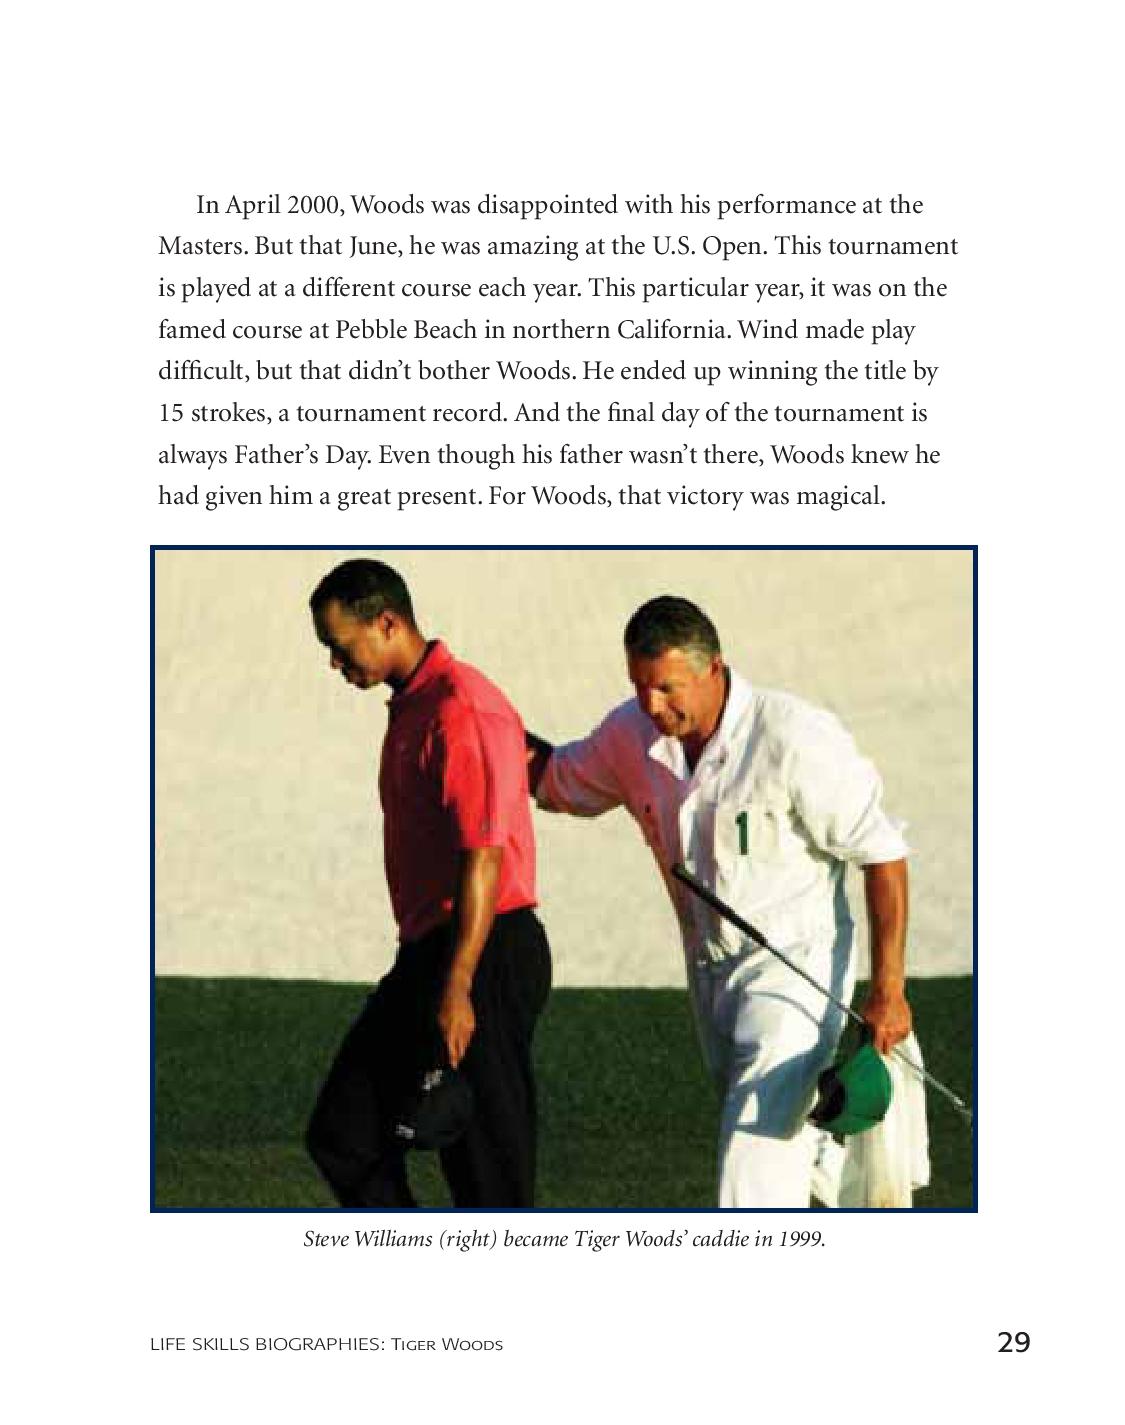 In April 2000, Woods was disappointed with his performance at the
Masters. But that June, he was amazing at the U.S. Open. This tournament
is played at a different course each year. This particular year, it was on the
famed course at Pebble Beach in northern California. Wind made play
difficult, but that didn’t bother Woods. He ended up winning the title by
15 strokes, a tournament record. And the final day of the tournament is
always Father’s Day. Even though his father wasn’t there, Woods knew he
had given him a great present. For Woods, that victory was magical.
1
Steve Williams (right) became Tiger Woods’ caddie in 1999.
LIFE SKILLS BIOGRAPHIES: TIGER WOODS
29